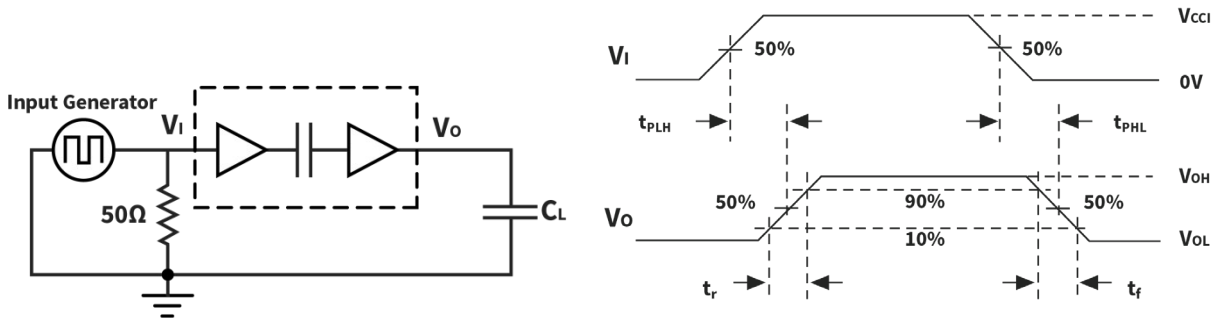 Input Generator
VI
VO
50Ω
CL
VI
50%
50%
VCCI
0V
tPLH
tPHL
VO
50%
90%
50%
10%
VOH
VOL
tr
tf